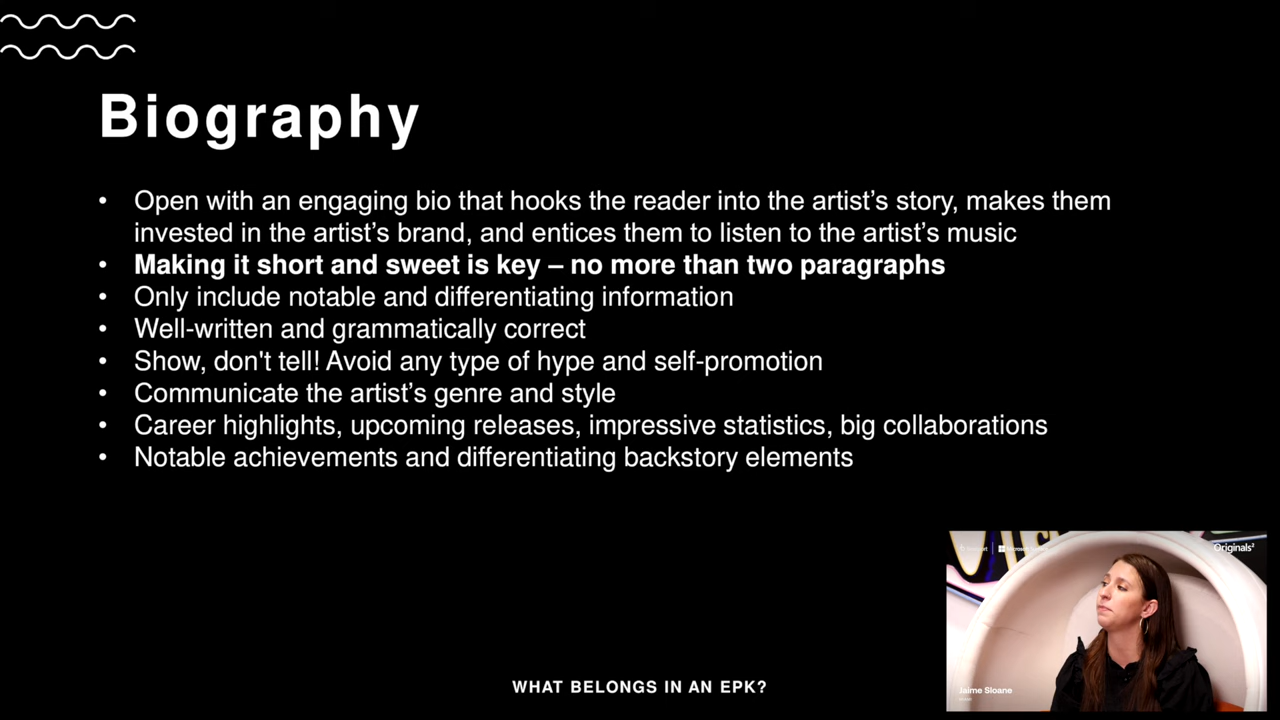 Biography
• Open with an engaging bio that hooks the reader into the artist’s story, makes them
invested in the artist’s brand, and entices them to listen to the artist’s music
• Making it short and sweet is key – no more than two paragraphs
• Only include notable and differentiating information
• Well-written and grammatically correct
• Show, don't tell! Avoid any type of hype and self-promotion
• Communicate the artist’s genre and style
• Career highlights, upcoming releases, impressive statistics, big collaborations
• Notable achievements and differentiating backstory elements
Originals²
Jaime Sloane
WHAT BELONGS IN AN EPK?